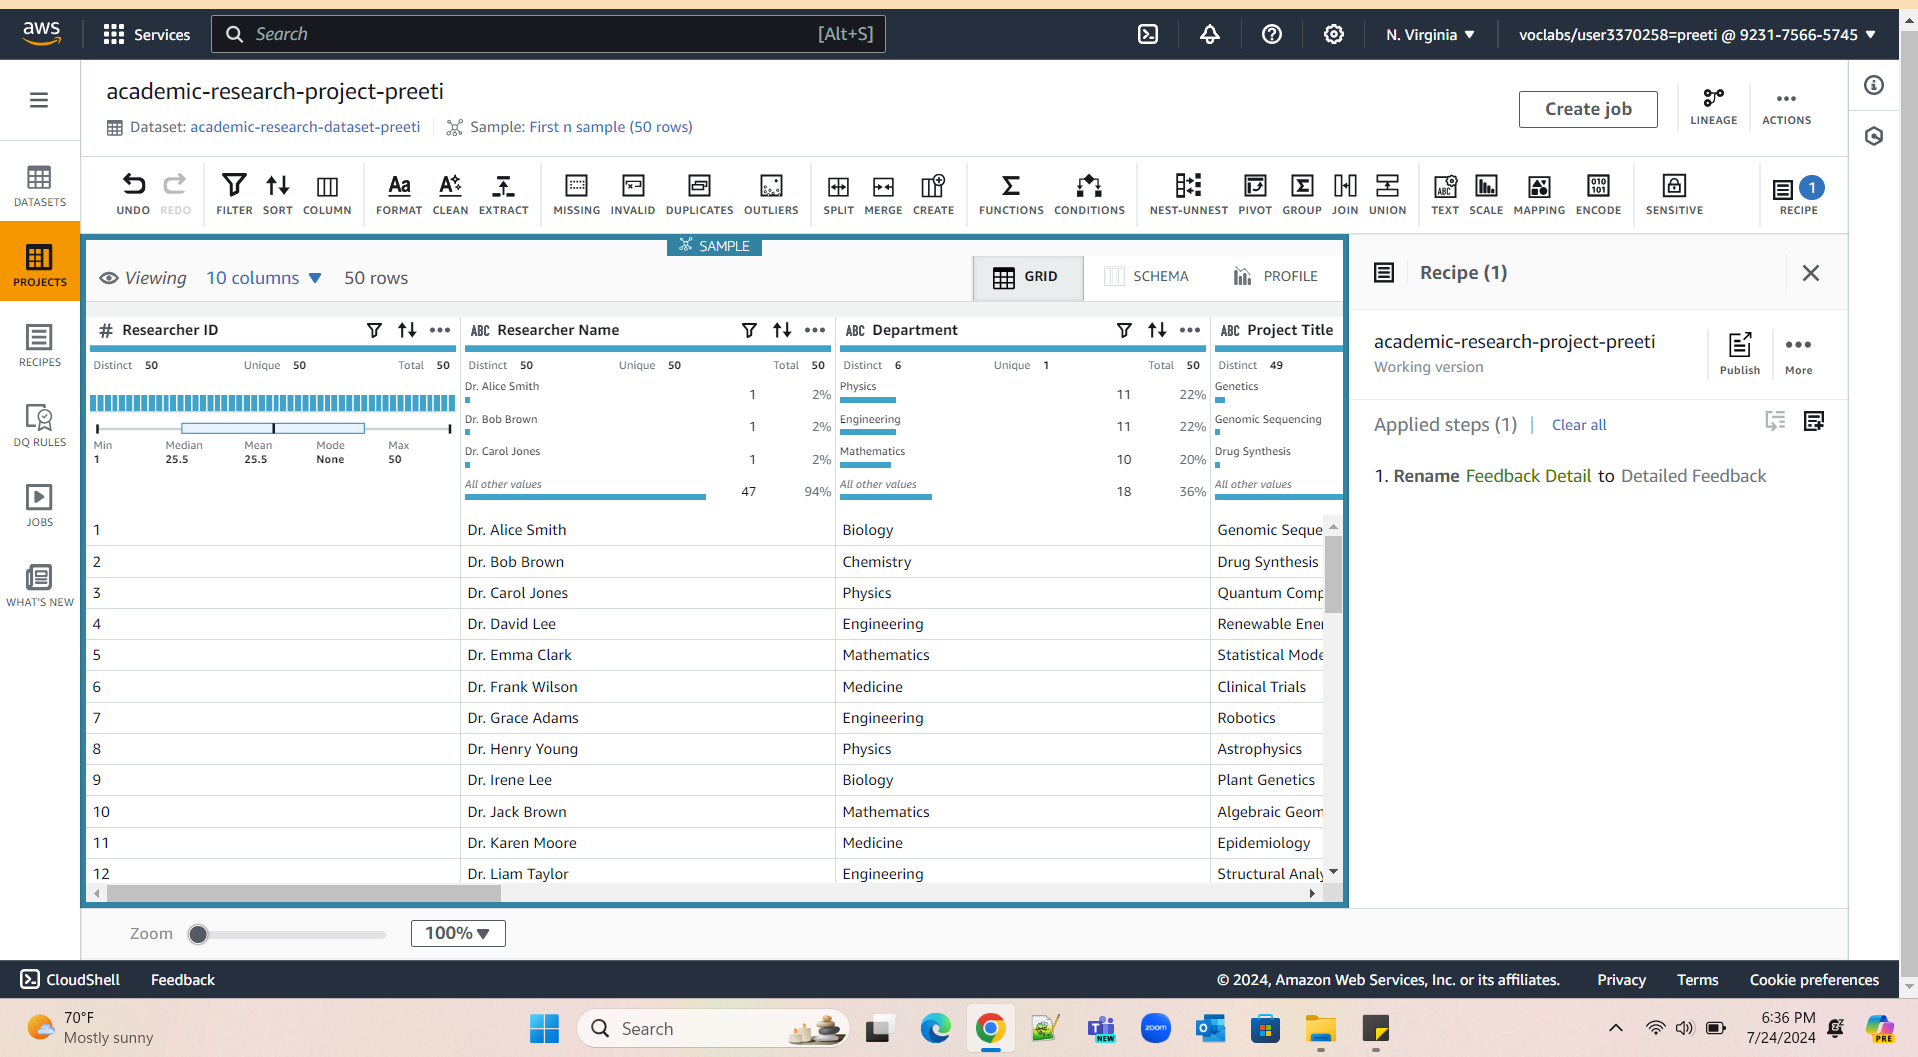 aws Services Search [Alt+S] N. Virginia ▼ voclabs/user3370258=preeti @ 9231-7566-5745 ▼
academic-research-project-preeti
Dataset: academic-research-dataset-preeti Sample: First n sample (50 rows)
Create job LINEAGE ACTIONS
UNDO REDO FILTER SORT COLUMN FORMAT CLEAN EXTRACT MISSING INVALID DUPLICATES OUTLIERS SPLIT MERGE CREATE FUNCTIONS CONDITIONS NEST-UNNEST PIVOT GROUP JOIN UNION TEXT SCALE MAPPING ENCODE SENSITIVE RECIPE 1
DATASETS
PROJECTS
RECIPES
DQ RULES
JOBS
WHAT'S NEW
SAMPLE
Viewing 10 columns ▼ 50 rows GRID SCHEMA PROFILE
# Researcher ID ABC Researcher Name ABC Department ABC Project Title
Distinct 50 Unique 50 Total 50 Distinct 50 Unique 50 Total 50 Distinct 6 Unique 1 Total 50 Distinct 49
Dr. Alice Smith 1 2% Physics 11 22% Genetics
Dr. Bob Brown 1 2% Engineering 11 22% Genomic Sequencing
Min Median Mean Mode Max
1 25.5 25.5 None 50
Dr. Carol Jones 1 2% Mathematics 10 20% Drug Synthesis
All other values 47 94% All other values 18 36% All other values
1 Dr. Alice Smith Biology Genomic Seque
2 Dr. Bob Brown Chemistry Drug Synthesis
3 Dr. Carol Jones Physics Quantum Comp
4 Dr. David Lee Engineering Renewable Ener
5 Dr. Emma Clark Mathematics Statistical Mode
6 Dr. Frank Wilson Medicine Clinical Trials
7 Dr. Grace Adams Engineering Robotics
8 Dr. Henry Young Physics Astrophysics
9 Dr. Irene Lee Biology Plant Genetics
10 Dr. Jack Brown Mathematics Algebraic Geom
11 Dr. Karen Moore Medicine Epidemiology
12 Dr. Liam Taylor Engineering Structural Analy
Recipe (1)
academic-research-project-preeti
Working version
Publish More
Applied steps (1) Clear all
1. Rename Feedback Detail to Detailed Feedback
Zoom 100% ▼
CloudShell Feedback © 2024, Amazon Web Services, Inc. or its affiliates. Privacy Terms Cookie preferences
70°F
Mostly sunny
Search
NEW
zoom
6:36 PM
7/24/2024
PRE